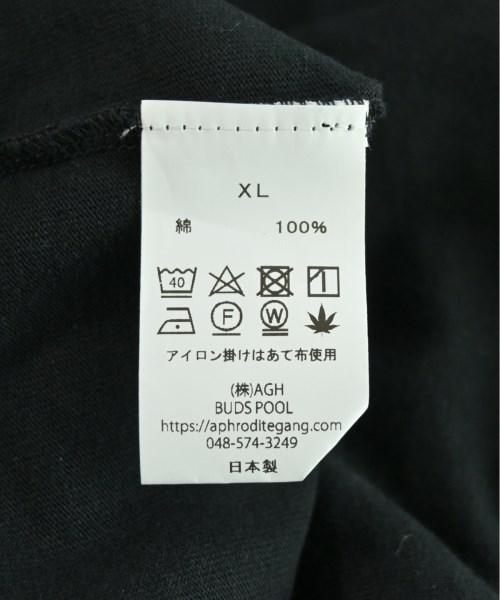 XL
綿 100%
40
F W
アイロン掛けはあて布使用
(株)AGH
BUDS POOL
https://aphroditegang.com/
048-574-3249
日本製